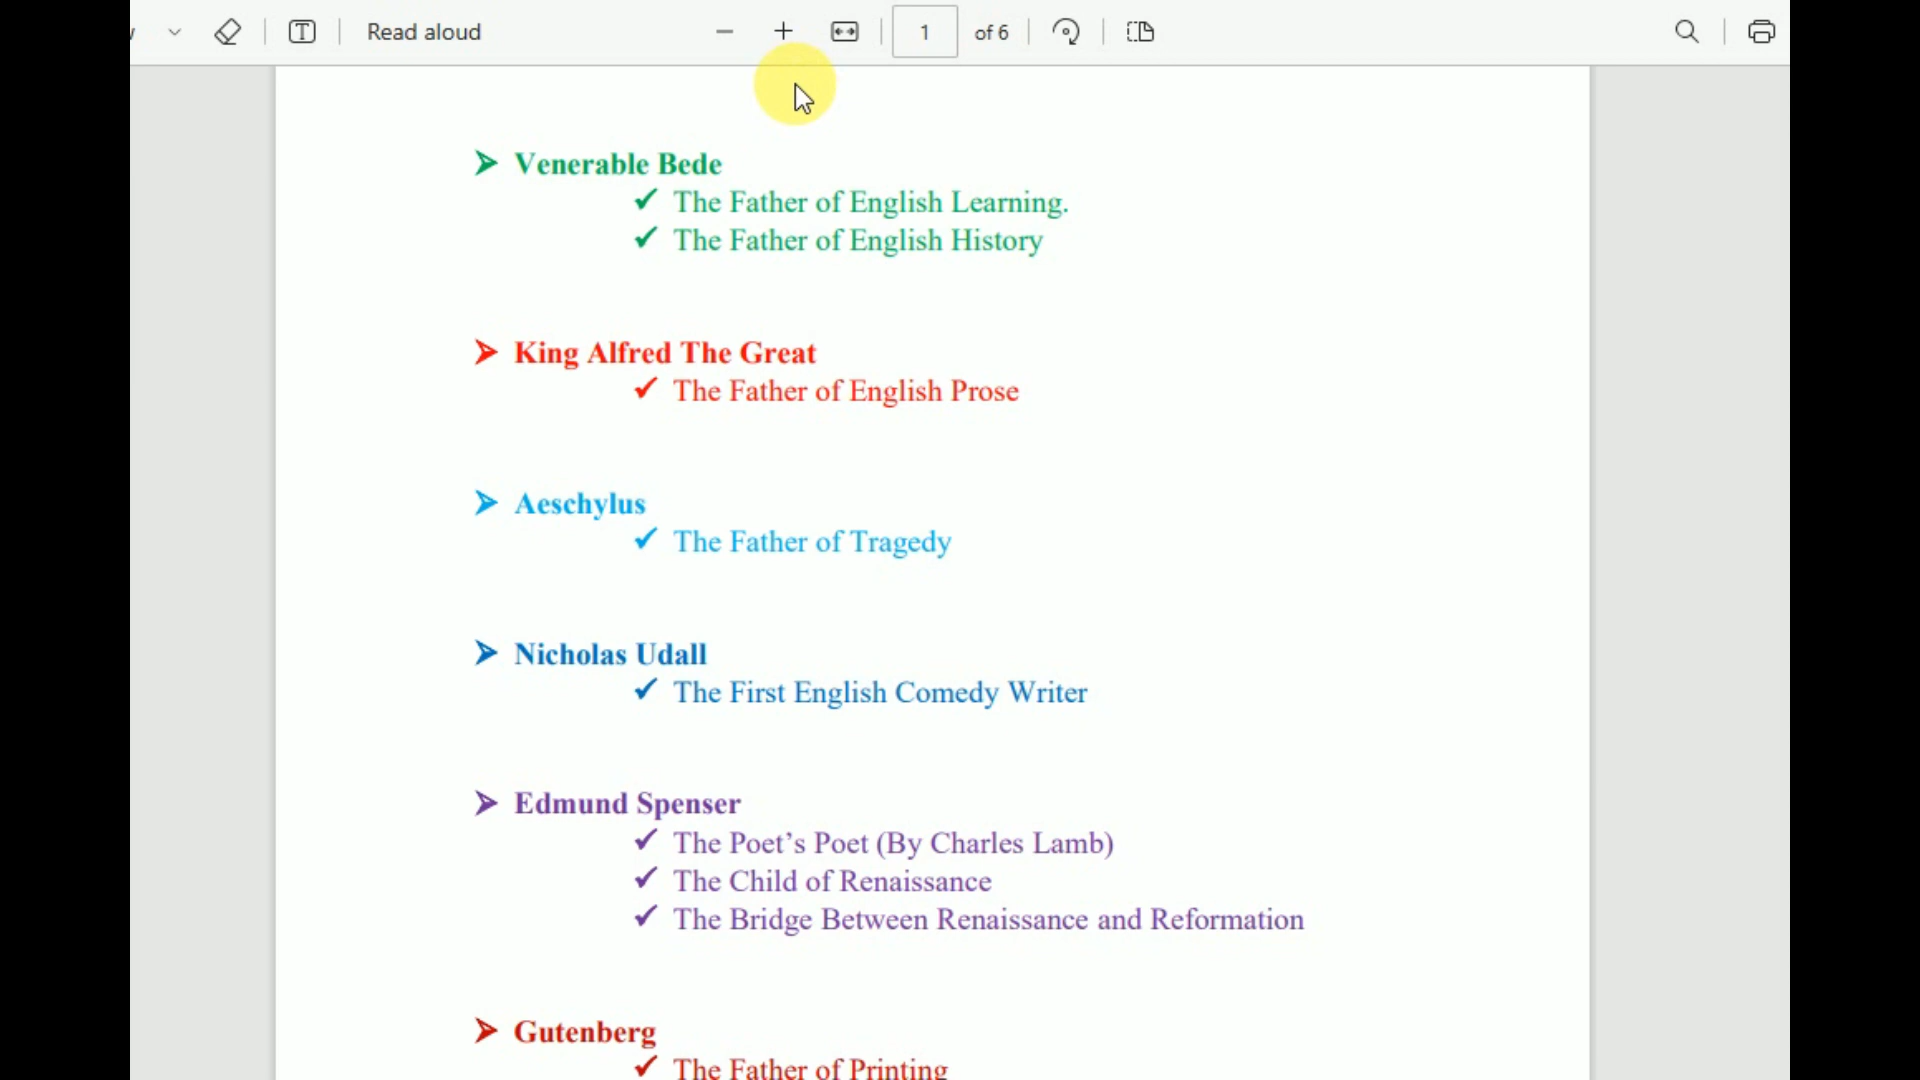 Read aloud
1 of 6
Venerable Bede
The Father of English Learning.
The Father of English History
King Alfred The Great
The Father of English Prose
Aeschylus
The Father of Tragedy
Nicholas Udall
The First English Comedy Writer
Edmund Spenser
The Poet’s Poet (By Charles Lamb)
The Child of Renaissance
The Bridge Between Renaissance and Reformation
Gutenberg
The Father of Printing